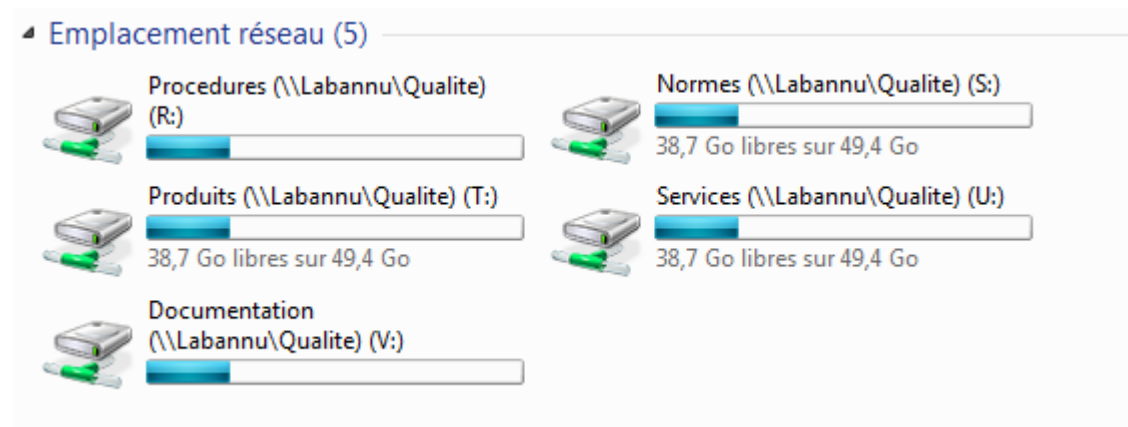 Emplacement réseau (5)
Procedures (\\Labannu\Qualite)
(R:)
Normes (\\Labannu\Qualite) (S:)
38,7 Go libres sur 49,4 Go
Produits (\\Labannu\Qualite) (T:)
38,7 Go libres sur 49,4 Go
Services (\\Labannu\Qualite) (U:)
38,7 Go libres sur 49,4 Go
Documentation
(\\Labannu\Qualite) (V:)